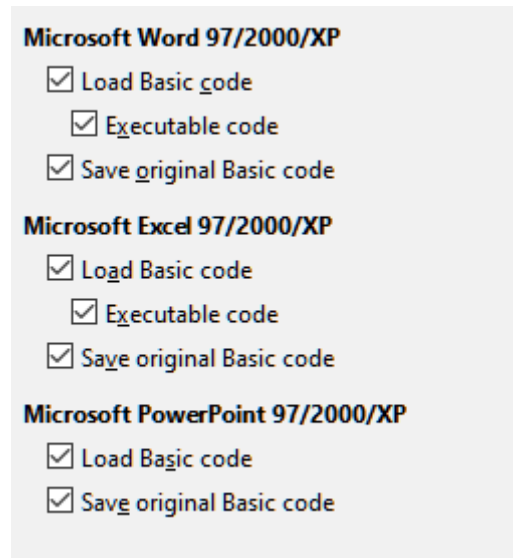 Microsoft Word 97/2000/XP
Load Basic code
Executable code
Save original Basic code
Microsoft Excel 97/2000/XP
Load Basic code
Executable code
Save original Basic code
Microsoft PowerPoint 97/2000/XP
Load Basic code
Save original Basic code